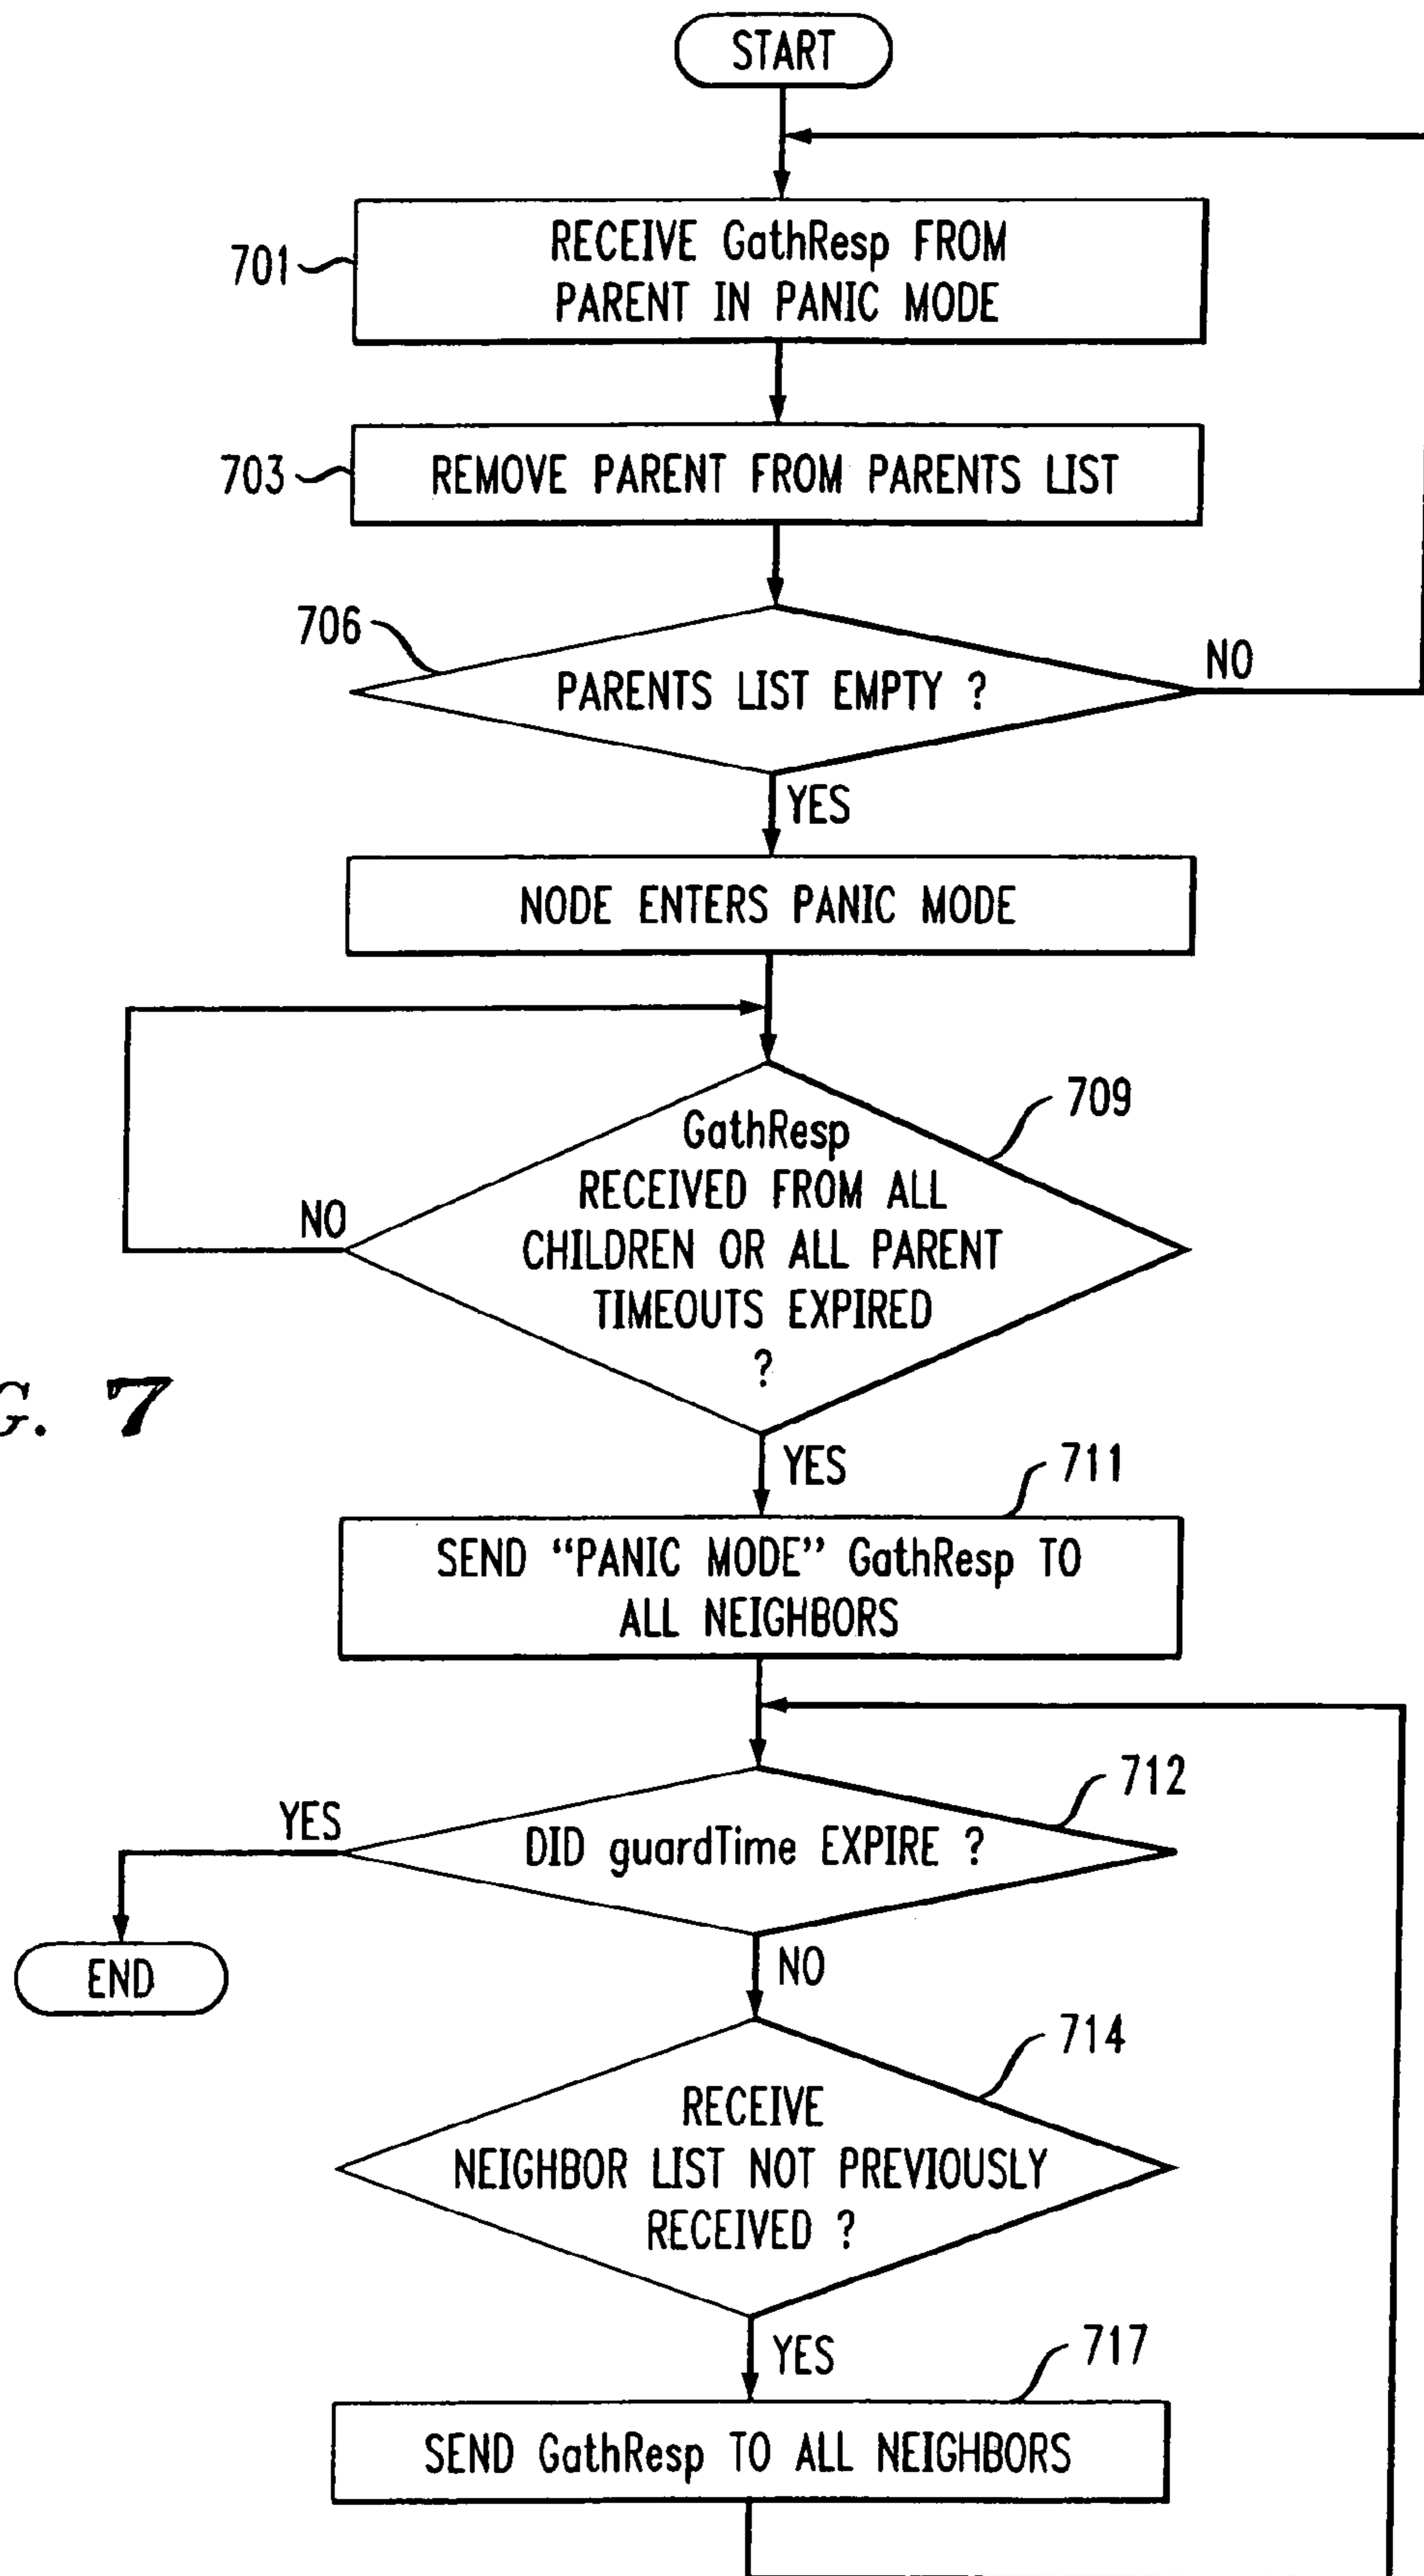 START
701
RECEIVE GathResp FROM
PARENT IN PANIC MODE
703
REMOVE PARENT FROM PARENTS LIST
706
PARENTS LIST EMPTY ?
NO
YES
NODE ENTERS PANIC MODE
709
GathResp
RECEIVED FROM ALL
CHILDREN OR ALL PARENT
TIMEOUTS EXPIRED
?
NO
G. 7
YES
711
SEND “PANIC MODE” GathResp TO
ALL NEIGHBORS
712
YES
DID guardTime EXPIRE ?
END
NO
714
RECEIVE
NEIGHBOR LIST NOT PREVIOUSLY
RECEIVED ?
YES
717
SEND GathResp TO ALL NEIGHBORS